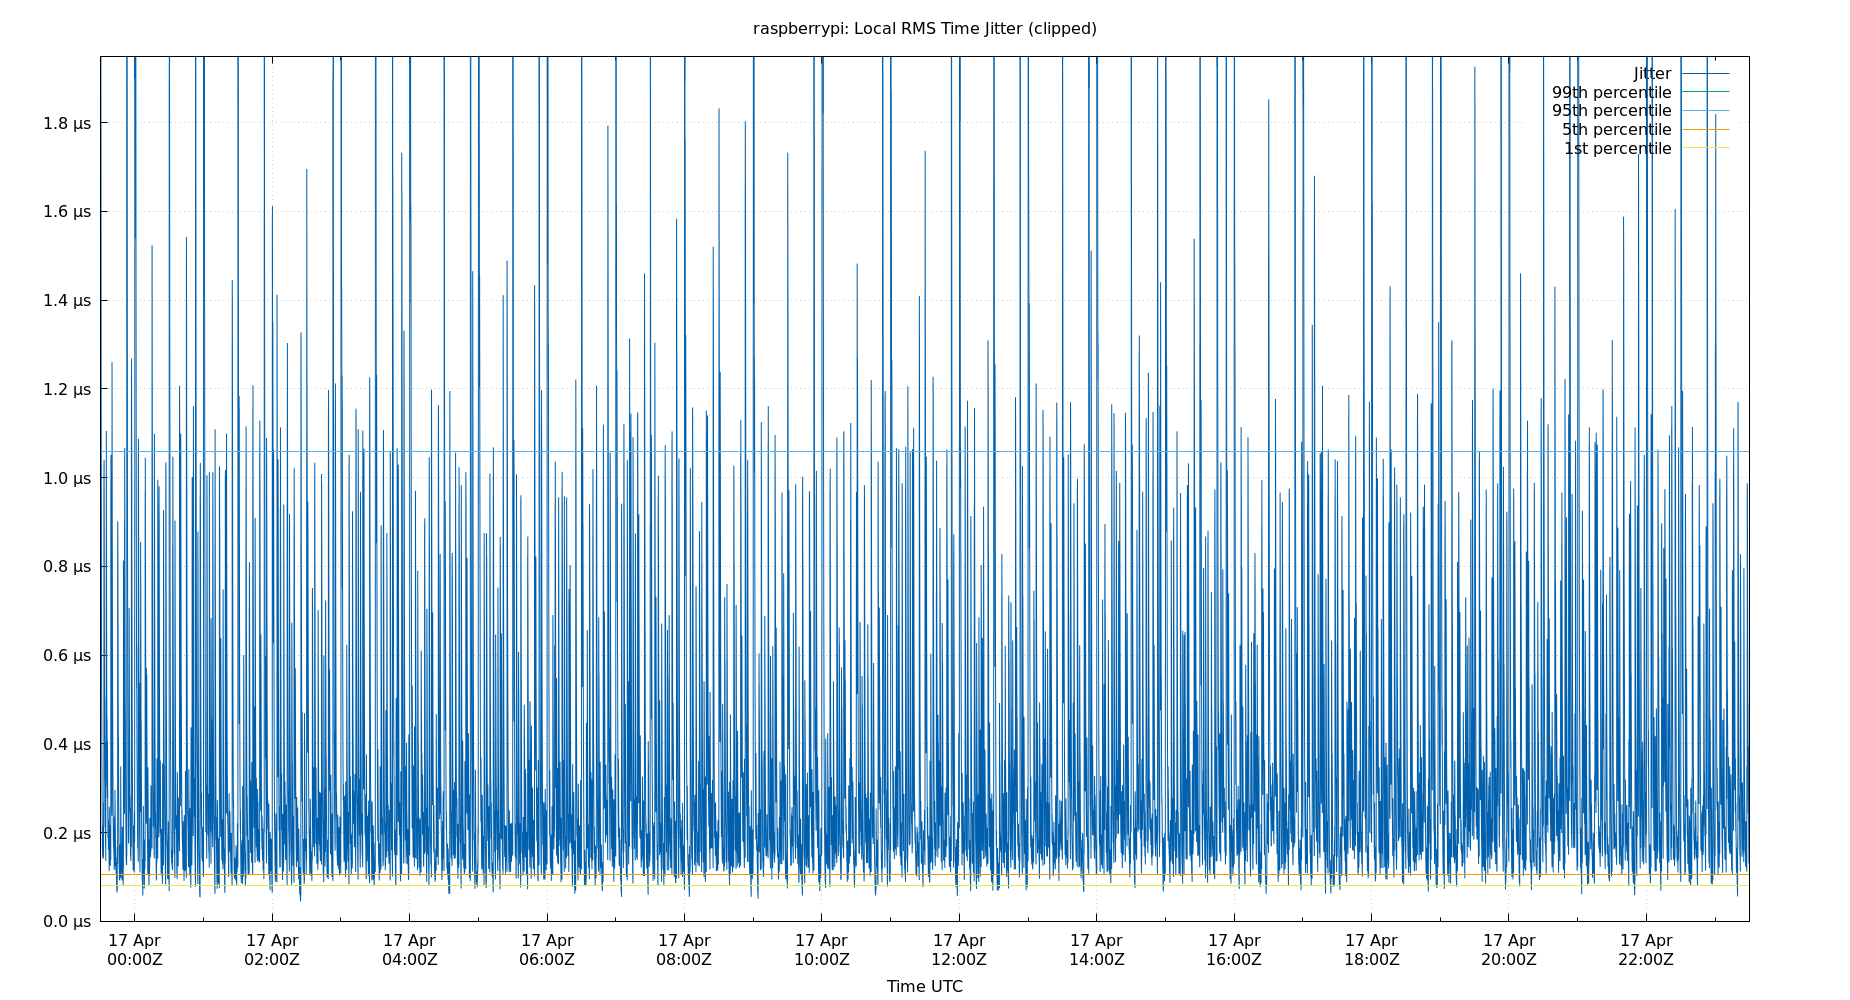 raspberrypi: Local RMS Time Jitter (clipped)
Jitter
99th percentile
95th percentile
5th percentile
1st percentile
1.8 µs
1.6 µs
1.4 µs
1.2 µs
1.0 µs
0.8 µs
0.6 µs
0.4 µs
0.2 µs
0.0 µs
17 Apr 17 Apr 17 Apr 17 Apr 17 Apr 17 Apr 17 Apr 17 Apr 17 Apr 17 Apr 17 Apr 17 Apr
00:00Z 02:00Z 04:00Z 06:00Z 08:00Z 10:00Z 12:00Z 14:00Z 16:00Z 18:00Z 20:00Z 22:00Z
Time UTC